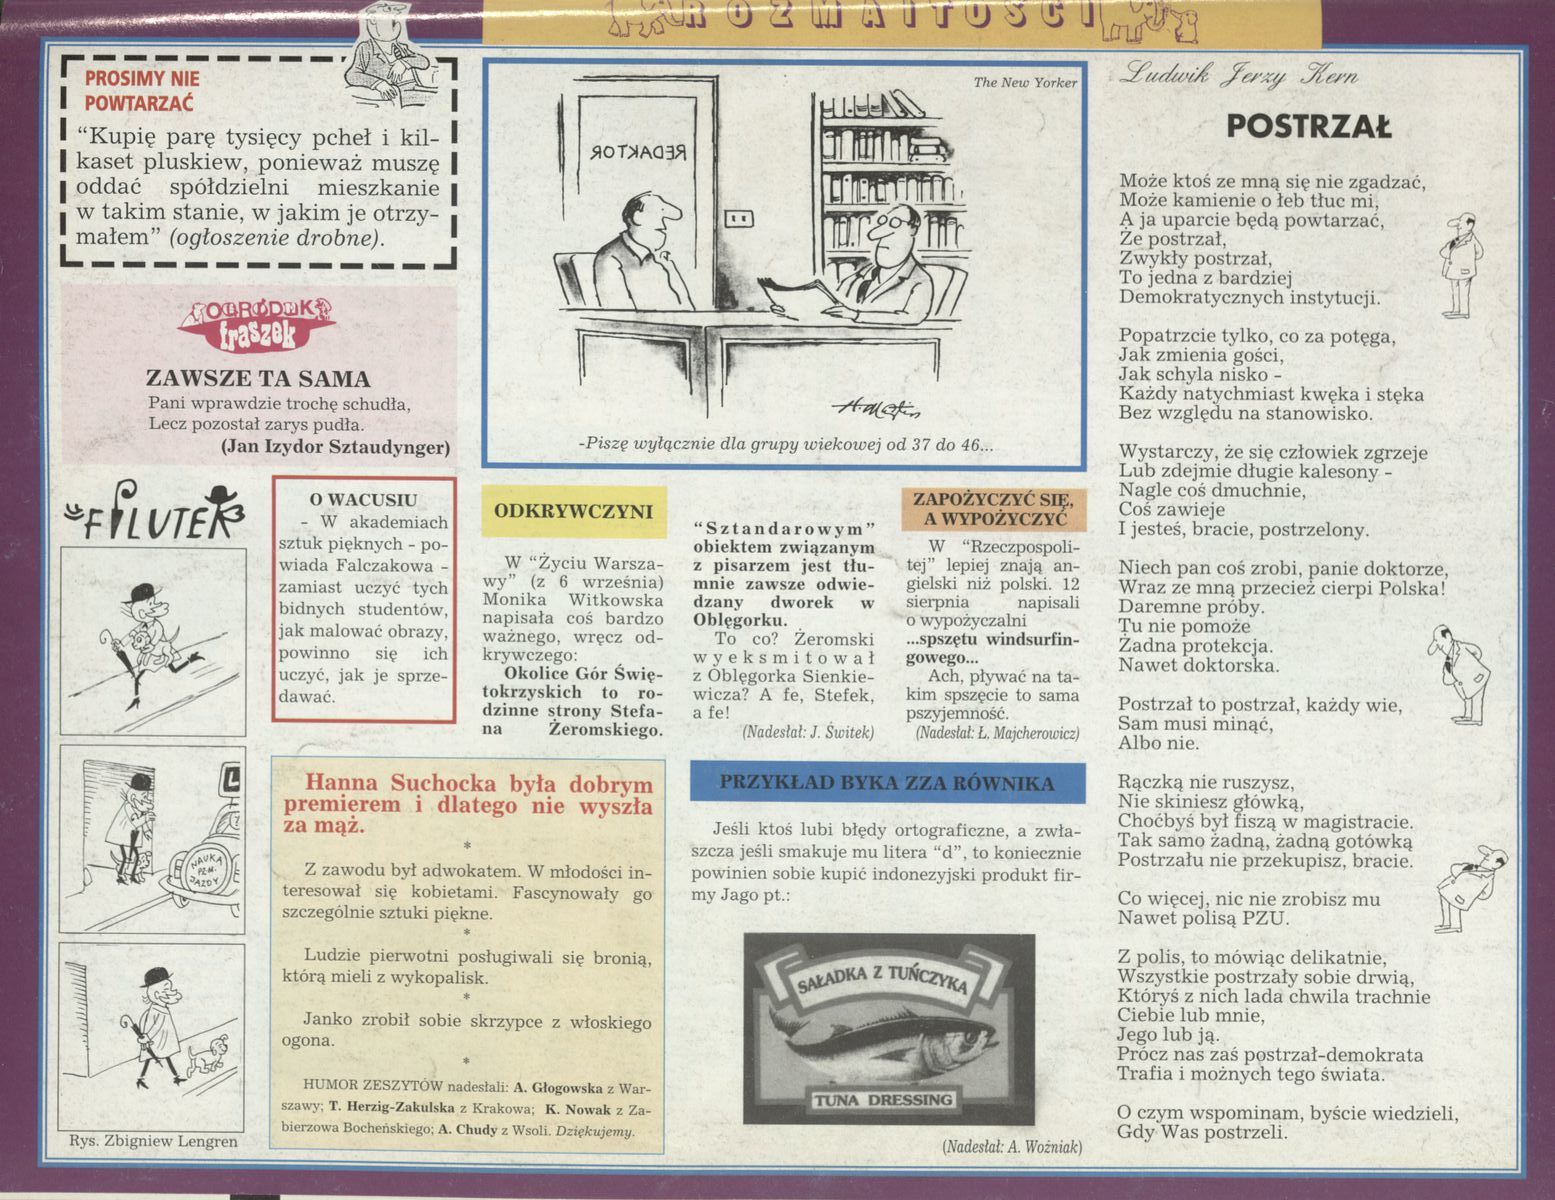 ROZMAITOŚCI
PROSIMY NIE
POWTARZAĆ
“Kupię parę tysięcy pcheł i kil-
kaset pluskiew, ponieważ muszę
oddać spółdzielni mieszkanie
w takim stanie, w jakim je otrzy-
małem” (ogłoszenie drobne).
OGRÓDEK
fraszek
ZAWSZE TA SAMA
Pani wprawdzie trochę schudła,
Lecz pozostał zarys pudła.
(Jan Izydor Sztaudynger)
FILUTEK
L
NAUKA
JAZDY
Rys. Zbigniew Lengren
O WACUSIU
- W akademiach
sztuk pięknych - po-
wiada Falczakowa -
zamiast uczyć tych
bidnych studentów,
jak malować obrazy,
powinno się ich
uczyć, jak je sprze-
dawać.
The New Yorker
REDAKTOR
H. Martin
-Piszę wyłącznie dla grupy wiekowej od 37 do 46...
ODKRYWCZYNI
W “Życiu Warsza-
wy” (z 6 września)
Monika Witkowska
napisała coś bardzo
ważnego, wręcz od-
krywczego:
Okolice Gór Świę-
tokrzyskich to ro-
dzinne strony Stefa-
na Żeromskiego.
“Sztandarowym”
obiektem związanym
z pisarzem jest tłu-
mnie zawsze odwie-
dzany dworek w
Oblęgorku.
To co? Żeromski
wyeksmitował
z Oblęgorka Sienkie-
wicza? A fe, Stefek,
a fe!
(Nadesłał: J. Świtek)
ZAPOŻYCZYĆ SIĘ,
A WYPOŻYCZYĆ
W “Rzeczpospoli-
tej” lepiej znają an-
gielski niż polski. 12
sierpnia napisali
o wypożyczalni
...spszętu windsurfin-
gowego...
Ach, pływać na ta-
kim spszęcie to sama
pszyjemność.
(Nadesłał: Ł. Majcherowicz)
Hanna Suchocka była dobrym
premierem i dlatego nie wyszła
za mąż.
*
Z zawodu był adwokatem. W młodości in-
teresował się kobietami. Fascynowały go
szczególnie sztuki piękne.
*
Ludzie pierwotni posługiwali się bronią,
którą mieli z wykopalisk.
*
Janko zrobił sobie skrzypce z włoskiego
ogona.
*
HUMOR ZESZYTÓW nadesłali: A. Głogowska z War-
szawy; T. Herzig-Zakulska z Krakowa; K. Nowak z Za-
bierzowa Bocheńskiego; A. Chudy z Wsoli. Dziękujemy.
PRZYKŁAD BYKA ZZA RÓWNIKA
Jeśli ktoś lubi błędy ortograficzne, a zwła-
szcza jeśli smakuje mu litera “d”, to koniecznie
powinien sobie kupić indonezyjski produkt fir-
my Jago pt.:
SAŁADKA Z TUŃCZYKA
TUNA DRESSING
(Nadesłał: A. Woźniak)
Ludwik Jerzy Kern
POSTRZAŁ
Może ktoś ze mną się nie zgadzać,
Może kamienie o łeb tłuc mi,
A ja uparcie będą powtarzać,
Że postrzał,
Zwykły postrzał,
To jedna z bardziej
Demokratycznych instytucji.
Popatrzcie tylko, co za potęga,
Jak zmienia gości,
Jak schyla nisko -
Każdy natychmiast kwęka i stęka
Bez względu na stanowisko.
Wystarczy, że się człowiek zgrzeje
Lub zdejmie długie kalesony -
Nagle coś dmuchnie,
Coś zawieje
I jesteś, bracie, postrzelony.
Niech pan coś zrobi, panie doktorze,
Wraz ze mną przecież cierpi Polska!
Daremne próby.
Tu nie pomoże
Żadna protekcja.
Nawet doktorska.
Postrzał to postrzał, każdy wie,
Sam musi minąć,
Albo nie.
Rączką nie ruszysz,
Nie skiniesz główką,
Choćbyś był fiszą w magistracie.
Tak samo żadną, żadną gotówką
Postrzału nie przekupisz, bracie.
Co więcej, nic nie zrobisz mu
Nawet polisą PZU.
Z polis, to mówiąc delikatnie,
Wszystkie postrzały sobie drwią,
Któryś z nich lada chwila trachnie
Ciebie lub mnie,
Jego lub ją.
Prócz nas zaś postrzał-demokrata
Trafia i możnych tego świata.
O czym wspominam, byście wiedzieli,
Gdy Was postrzeli.